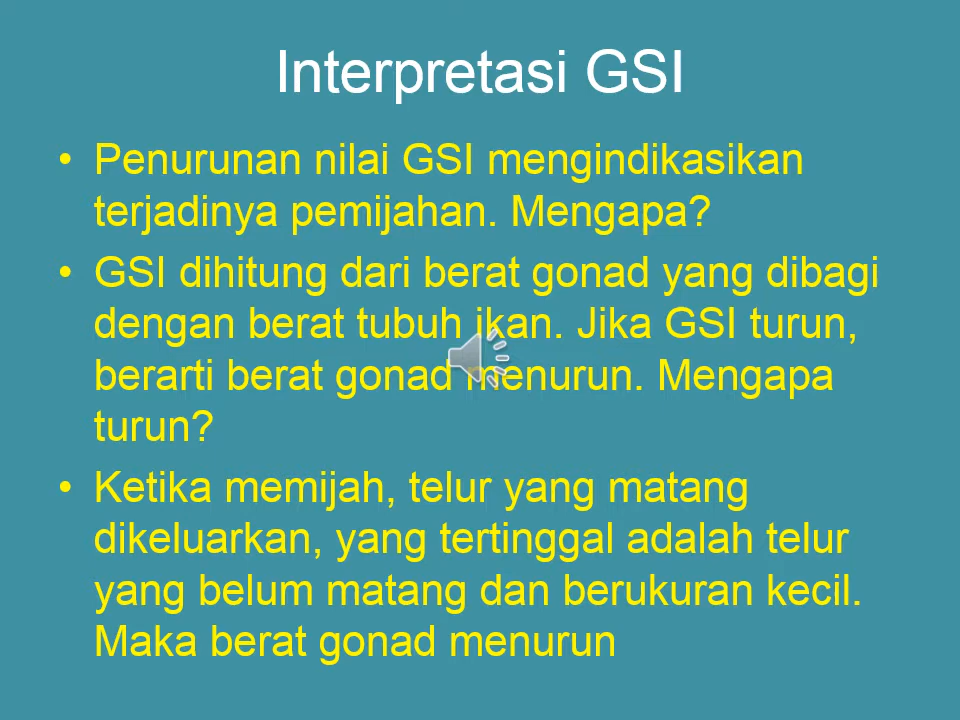 Interpretasi GSI
• Penurunan nilai GSI mengindikasikan
terjadinya pemijahan. Mengapa?
• GSI dihitung dari berat gonad yang dibagi
dengan berat tubuh ikan. Jika GSI turun,
berarti berat gonad menurun. Mengapa
turun?
• Ketika memijah, telur yang matang
dikeluarkan, yang tertinggal adalah telur
yang belum matang dan berukuran kecil.
Maka berat gonad menurun